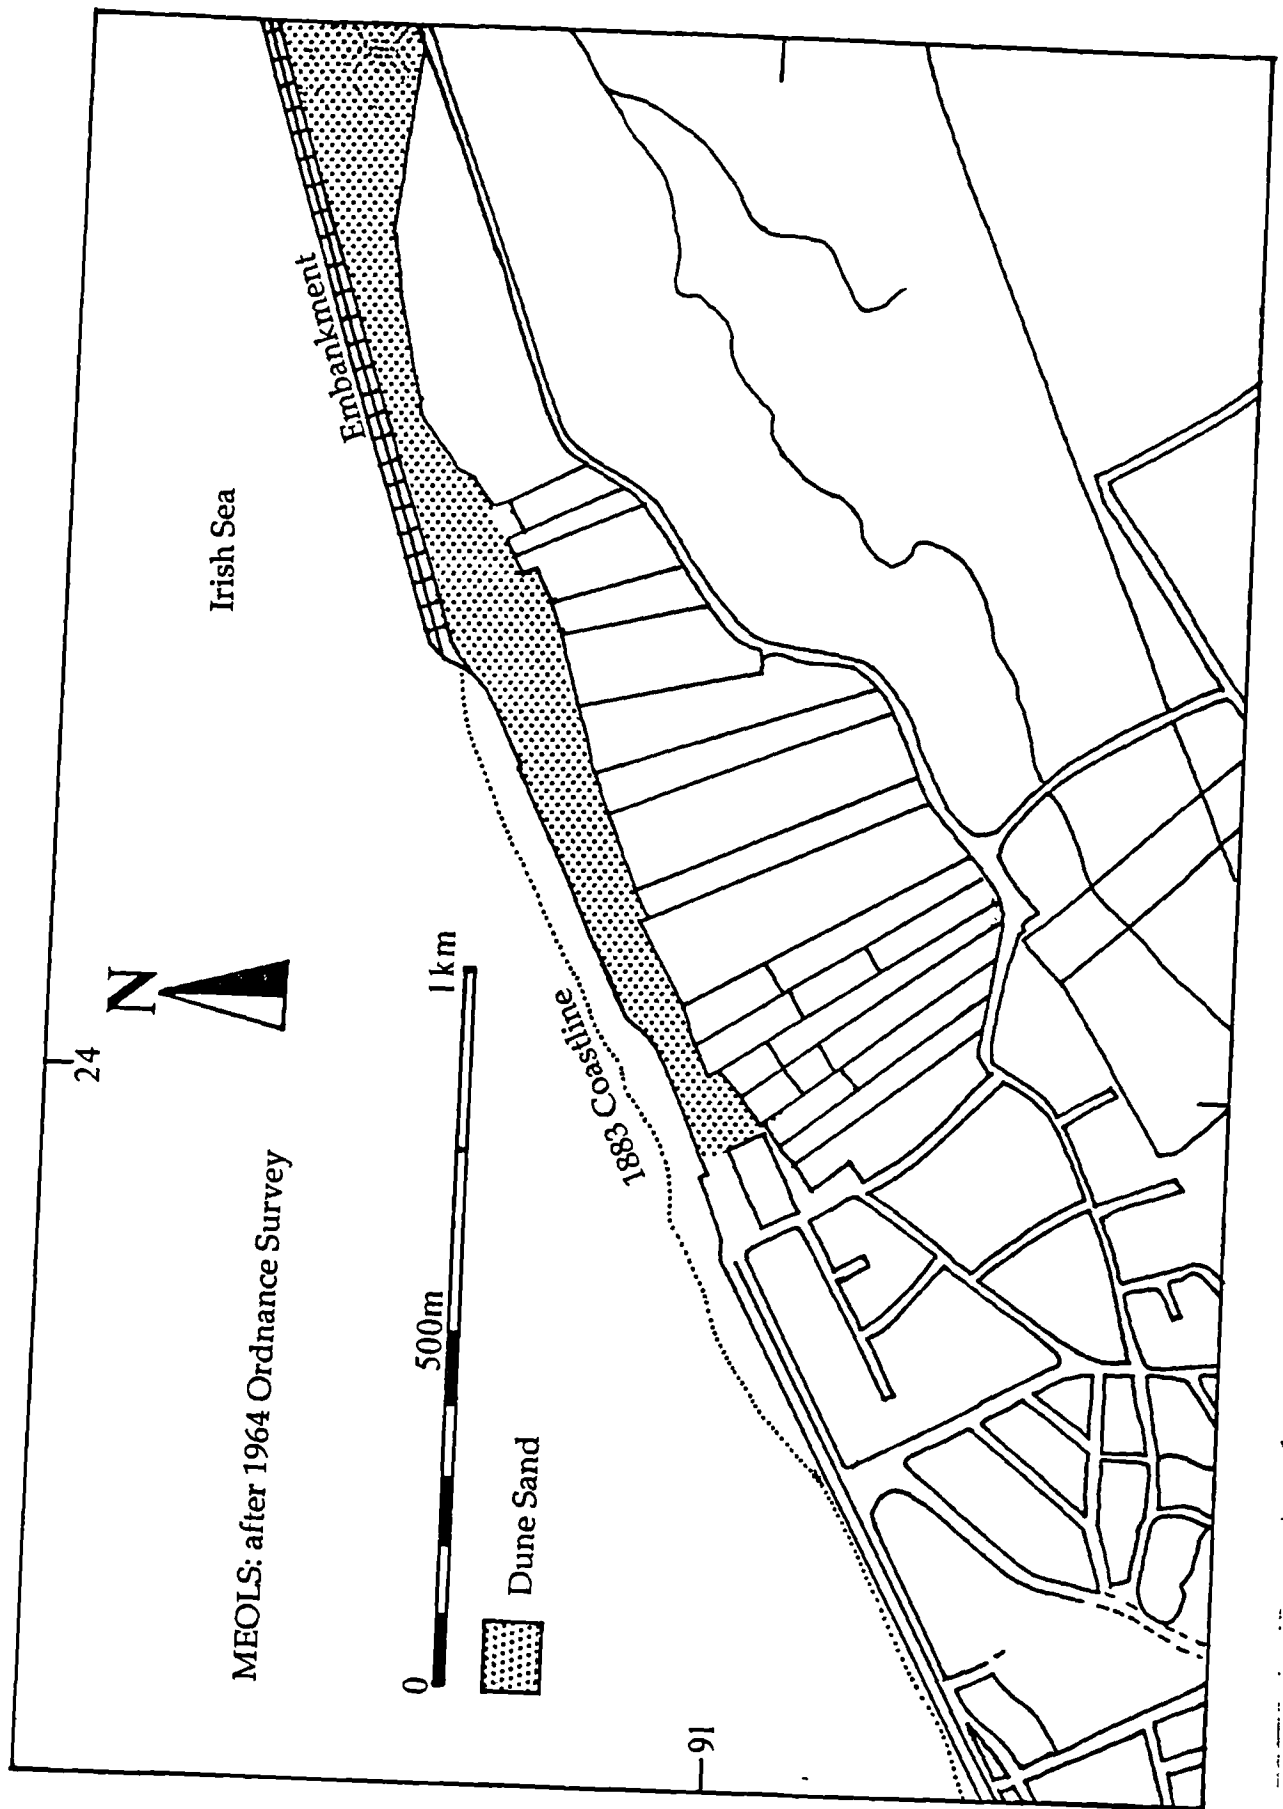 MEOLS: after 1964 Ordnance Survey
24
N
Irish Sea
Embankment
0
500m
1km
Dune Sand
1883 Coastline
91